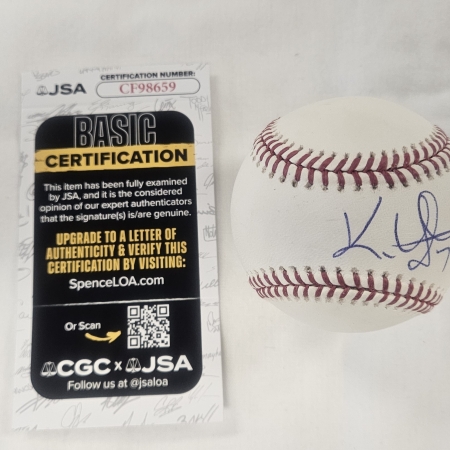 JSA
CERTIFICATION NUMBER:
CF98659
BASIC
CERTIFICATION
This item has been fully examined
by JSA, and it is the considered
opinion of our expert authenticators
that the signature(s) is/are genuine.
UPGRADE TO A LETTER OF
AUTHENTICITY & VERIFY THIS
CERTIFICATION BY VISITING:
SpenceLOA.com
Or Scan
CGC x JSA
Follow us at @jsaloa
K.